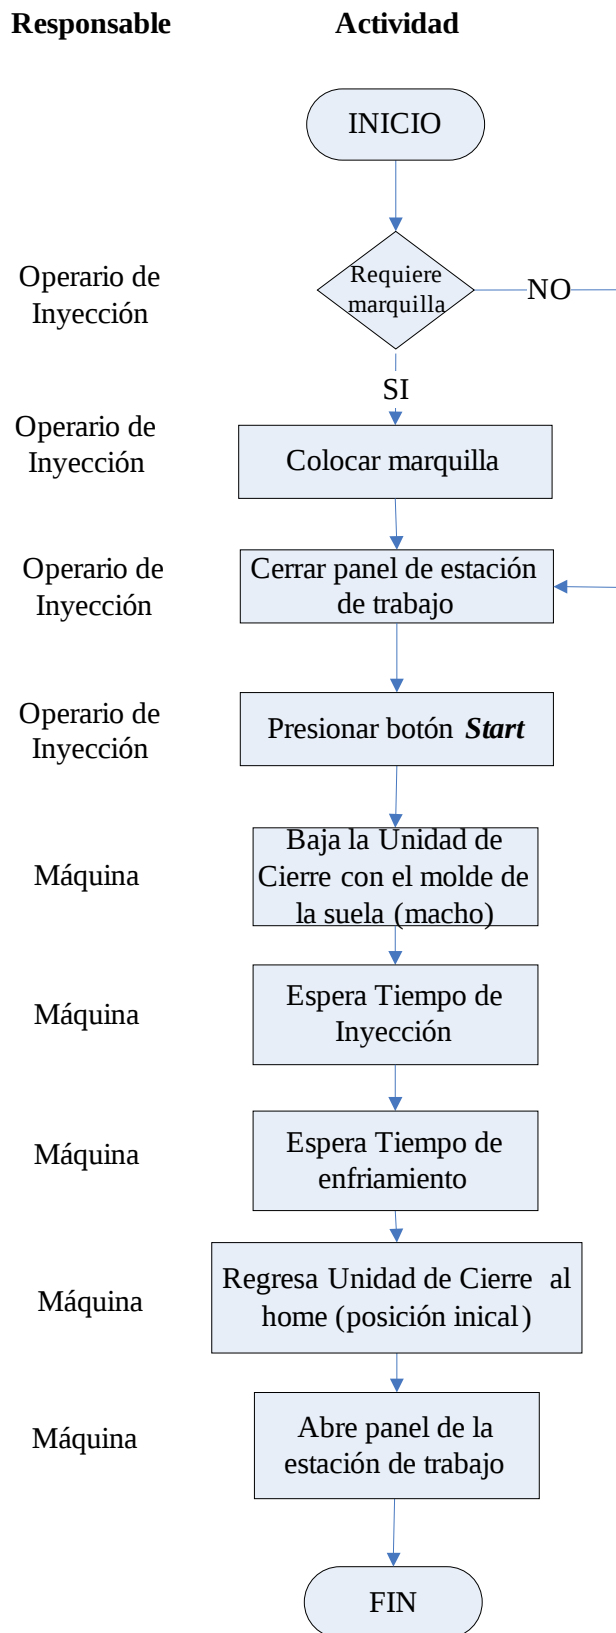 Responsable Actividad
INICIO
Operario de
Inyección
Requiere
marquilla
NO
SI
Operario de
Inyección
Colocar marquilla
Operario de
Inyección
Cerrar panel de estación
de trabajo
Operario de
Inyección
Presionar botón Start
Máquina
Baja la Unidad de
Cierre con el molde de
la suela (macho)
Máquina
Espera Tiempo de
Inyección
Máquina
Espera Tiempo de
enfriamiento
Máquina
Regresa Unidad de Cierre al
home (posición inical)
Máquina
Abre panel de la
estación de trabajo
FIN